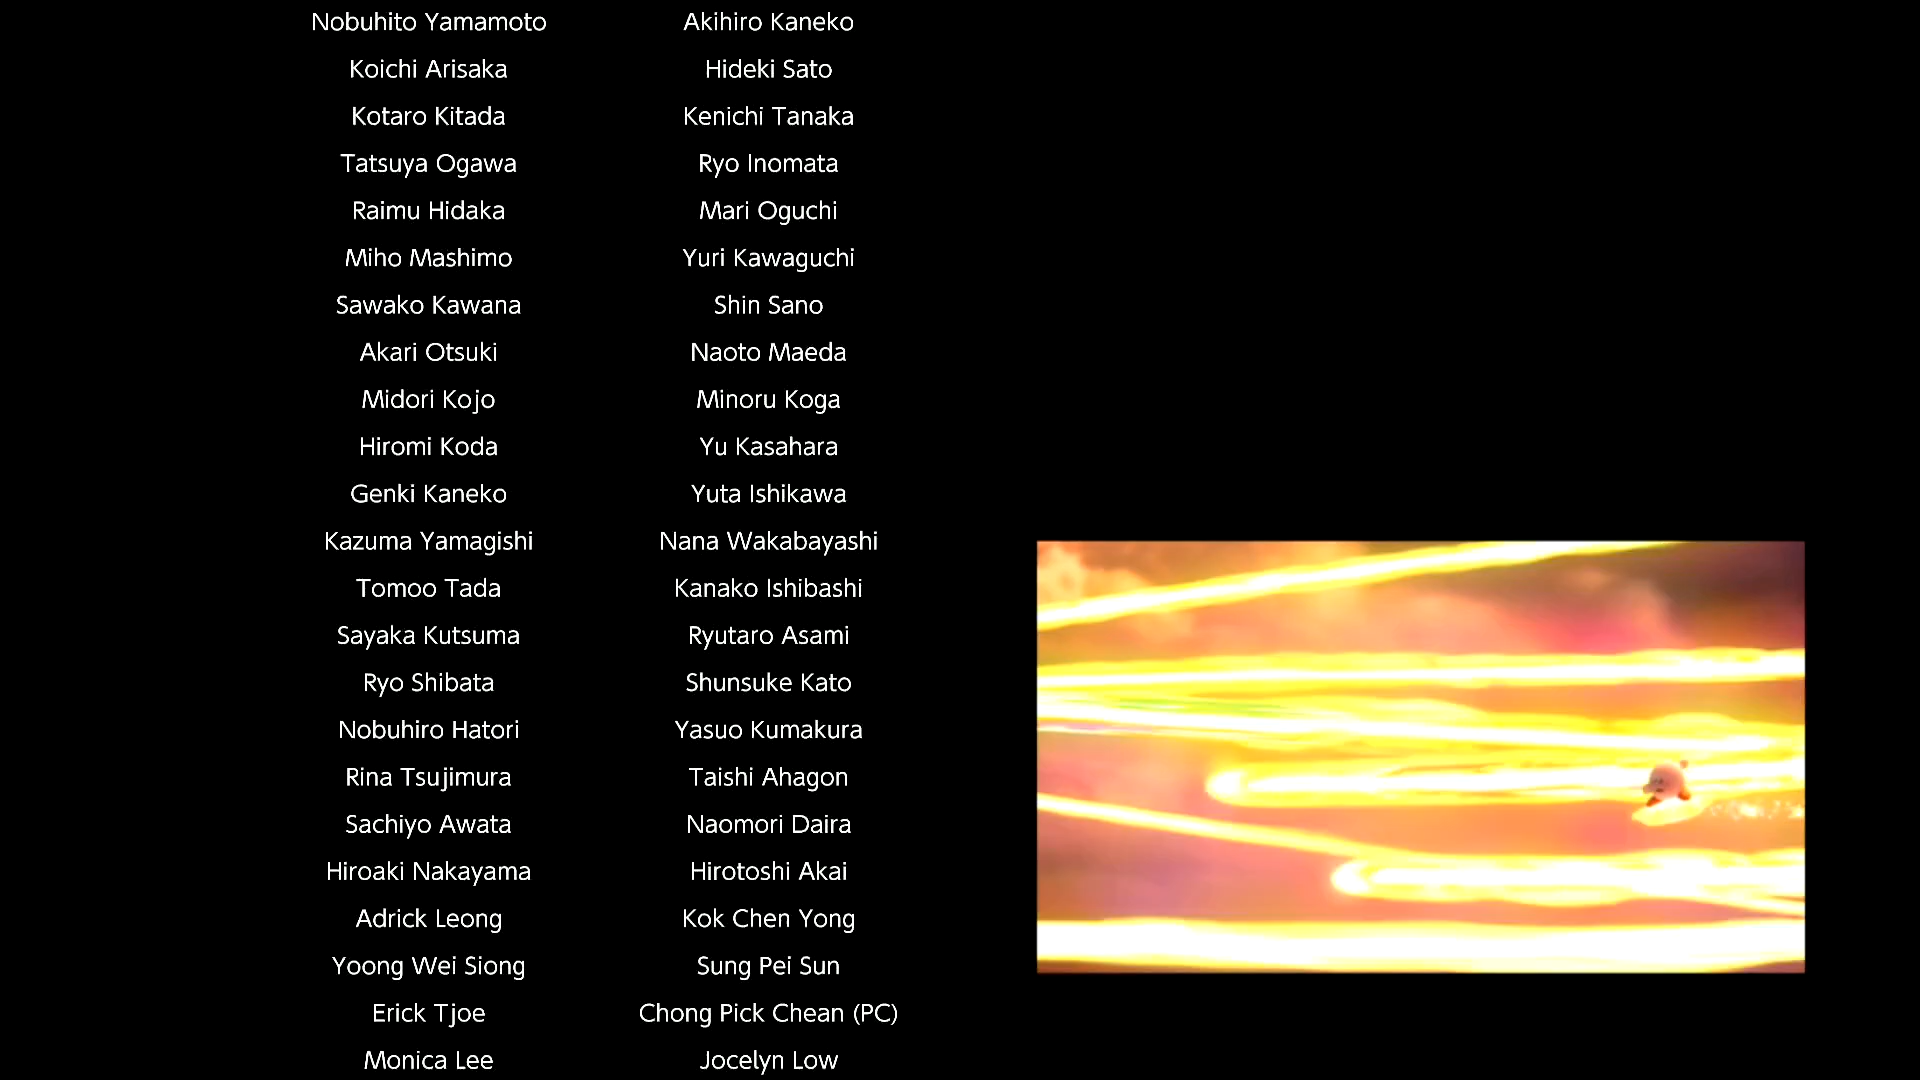 Nobuhito Yamamoto Akihiro Kaneko
Koichi Arisaka Hideki Sato
Kotaro Kitada Kenichi Tanaka
Tatsuya Ogawa Ryo Inomata
Raimu Hidaka Mari Oguchi
Miho Mashimo Yuri Kawaguchi
Sawako Kawana Shin Sano
Akari Otsuki Naoto Maeda
Midori Kojo Minoru Koga
Hiromi Koda Yu Kasahara
Genki Kaneko Yuta Ishikawa
Kazuma Yamagishi Nana Wakabayashi
Tomoo Tada Kanako Ishibashi
Sayaka Kutsuma Ryutaro Asami
Ryo Shibata Shunsuke Kato
Nobuhiro Hatori Yasuo Kumakura
Rina Tsujimura Taishi Ahagon
Sachiyo Awata Naomori Daira
Hiroaki Nakayama Hirotoshi Akai
Adrick Leong Kok Chen Yong
Yoong Wei Siong Sung Pei Sun
Erick Tjoe Chong Pick Chean (PC)
Monica Lee Jocelyn Low